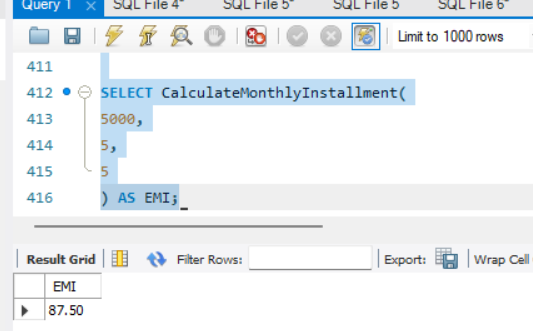 Query 1 SQL File 4* SQL File 5* SQL File 5 SQL File 6*
Limit to 1000 rows
411
412 SELECT CalculateMonthlyInstallment(
413 5000,
414 5,
415 5
416 ) AS EMI;
Result Grid Filter Rows: Export: Wrap Cell
EMI
87.50